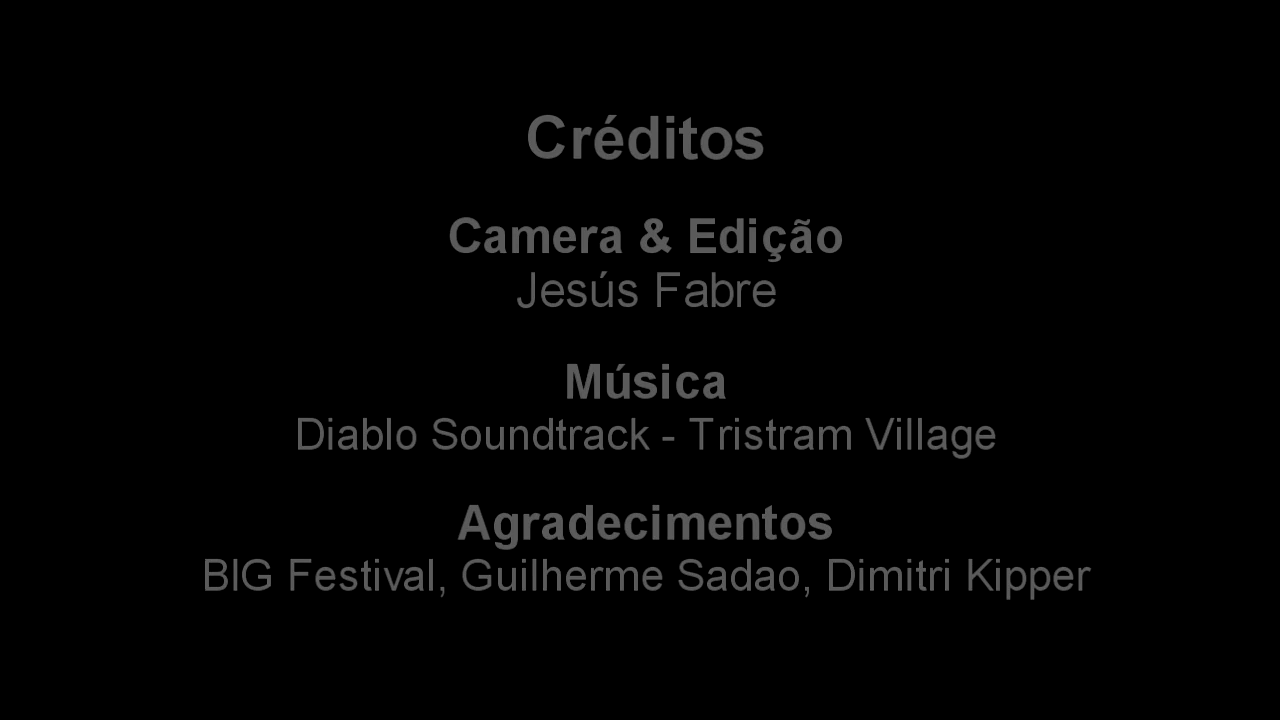 Créditos
Camera & Edição
Jesús Fabre
Música
Diablo Soundtrack - Tristram Village
Agradecimentos
BIG Festival, Guilherme Sadao, Dimitri Kipper